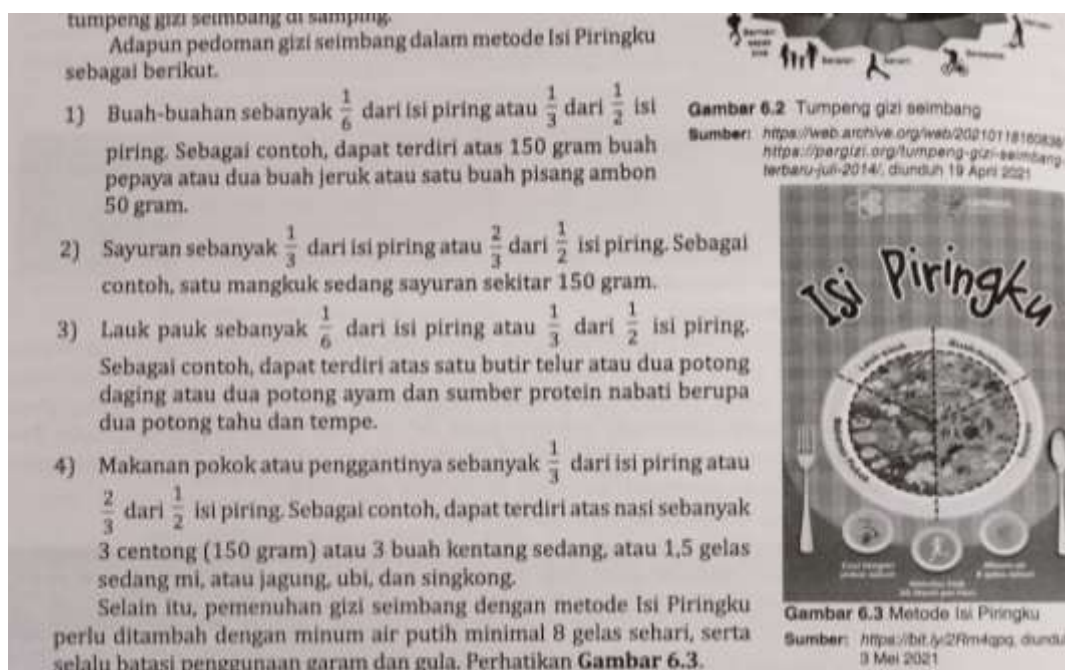 tumpeng gizi seimbang di samping.
Adapun pedoman gizi seimbang dalam metode Isi Piringku
sebagai berikut.
1) Buah-buahan sebanyak 1/6 dari isi piring atau 1/3 dari 1/2 isi
piring. Sebagai contoh, dapat terdiri atas 150 gram buah
pepaya atau dua buah jeruk atau satu buah pisang ambon
50 gram.
2) Sayuran sebanyak 1/3 dari isi piring atau 2/3 dari 1/2 isi piring. Sebagai
contoh, satu mangkuk sedang sayuran sekitar 150 gram.
3) Lauk pauk sebanyak 1/6 dari isi piring atau 1/3 dari 1/2 isi piring.
Sebagai contoh, dapat terdiri atas satu butir telur atau dua potong
daging atau dua potong ayam dan sumber protein nabati berupa
dua potong tahu dan tempe.
4) Makanan pokok atau penggantinya sebanyak 1/3 dari isi piring atau
2/3 dari 1/2 isi piring. Sebagai contoh, dapat terdiri atas nasi sebanyak
3 centong (150 gram) atau 3 buah kentang sedang, atau 1,5 gelas
sedang mi, atau jagung, ubi, dan singkong.
Selain itu, pemenuhan gizi seimbang dengan metode Isi Piringku
perlu ditambah dengan minum air putih minimal 8 gelas sehari, serta
selalu batasi penggunaan garam dan gula. Perhatikan Gambar 6.3.
Gambar 6.2 Tumpeng gizi seimbang
Sumber: https://web.archive.org/web/20210118160836/
https://pergizi.org/tumpeng-gizi-seimbang-
terbaru-juli-2014/, diunduh 19 April 2021
Isi Piringku
Lauk-pauk
Buah-buahan
Makanan Pokok
Gambar 6.3 Metode Isi Piringku
Sumber: https://bit.ly/2Rm4qpq, diundu
3 Mei 2021